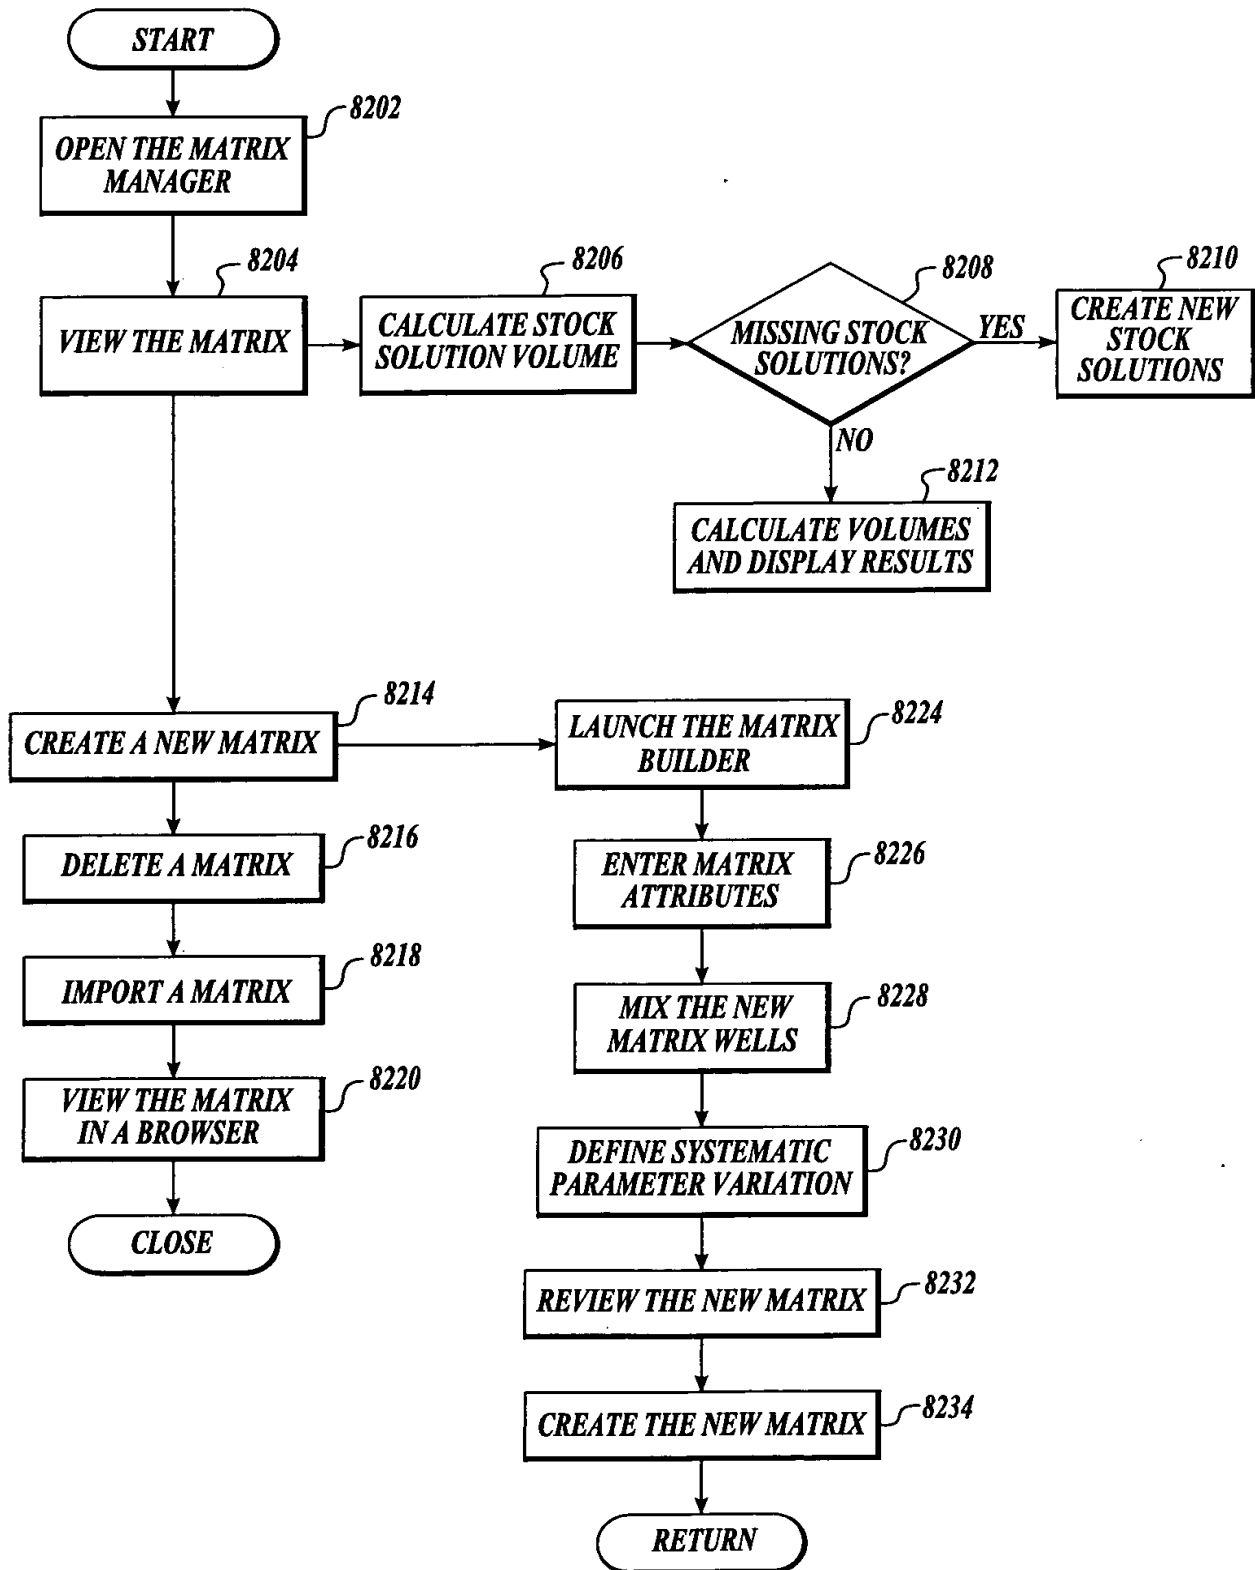 START
8202
OPEN THE MATRIX
MANAGER
8204
VIEW THE MATRIX
8206
CALCULATE STOCK
SOLUTION VOLUME
8208
MISSING STOCK
SOLUTIONS?
YES
8210
CREATE NEW
STOCK
SOLUTIONS
NO
8212
CALCULATE VOLUMES
AND DISPLAY RESULTS
8214
CREATE A NEW MATRIX
8216
DELETE A MATRIX
8218
IMPORT A MATRIX
8220
VIEW THE MATRIX
IN A BROWSER
CLOSE
8224
LAUNCH THE MATRIX
BUILDER
8226
ENTER MATRIX
ATTRIBUTES
8228
MIX THE NEW
MATRIX WELLS
8230
DEFINE SYSTEMATIC
PARAMETER VARIATION
8232
REVIEW THE NEW MATRIX
8234
CREATE THE NEW MATRIX
RETURN